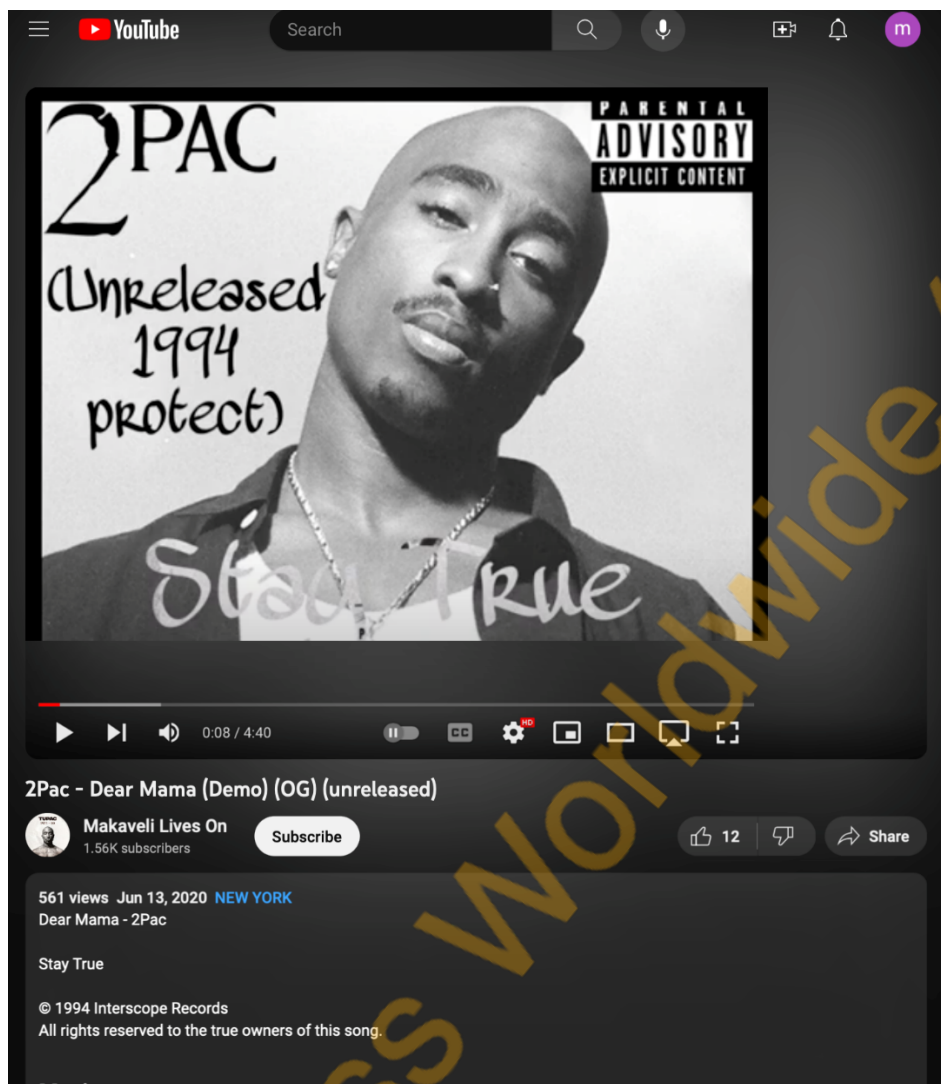 YouTube
Search
m
2PAC
PARENTAL
ADVISORY
EXPLICIT CONTENT
(Unreleased
1994
protect)
Stay True
0:08 / 4:40
CC
HD
2Pac - Dear Mama (Demo) (OG) (unreleased)
Makaveli Lives On
1.56K subscribers
Subscribe
12
Share
561 views Jun 13, 2020 NEW YORK
Dear Mama - 2Pac
Stay True
© 1994 Interscope Records
All rights reserved to the true owners of this song.
Worldwide